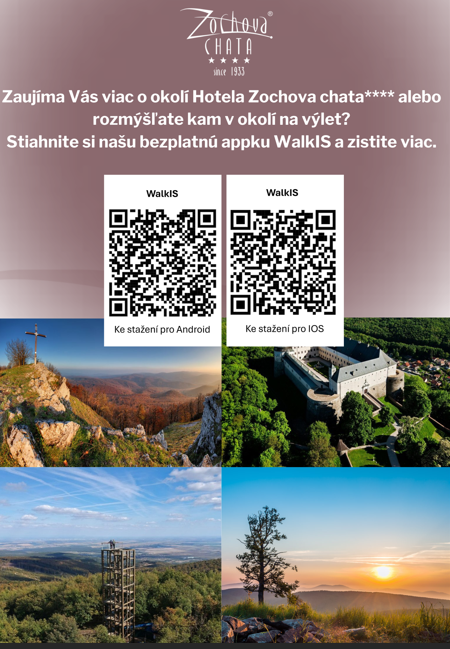 Zochova®
CHATA
★★★★
since 1933
Zaujíma Vás viac o okolí Hotela Zochova chata**** alebo
rozmýšľate kam v okolí na výlet?
Stiahnite si našu bezplatnú appku WalkIS a zistite viac.
WalkIS
WalkIS
Ke stažení pro Android
Ke stažení pro IOS